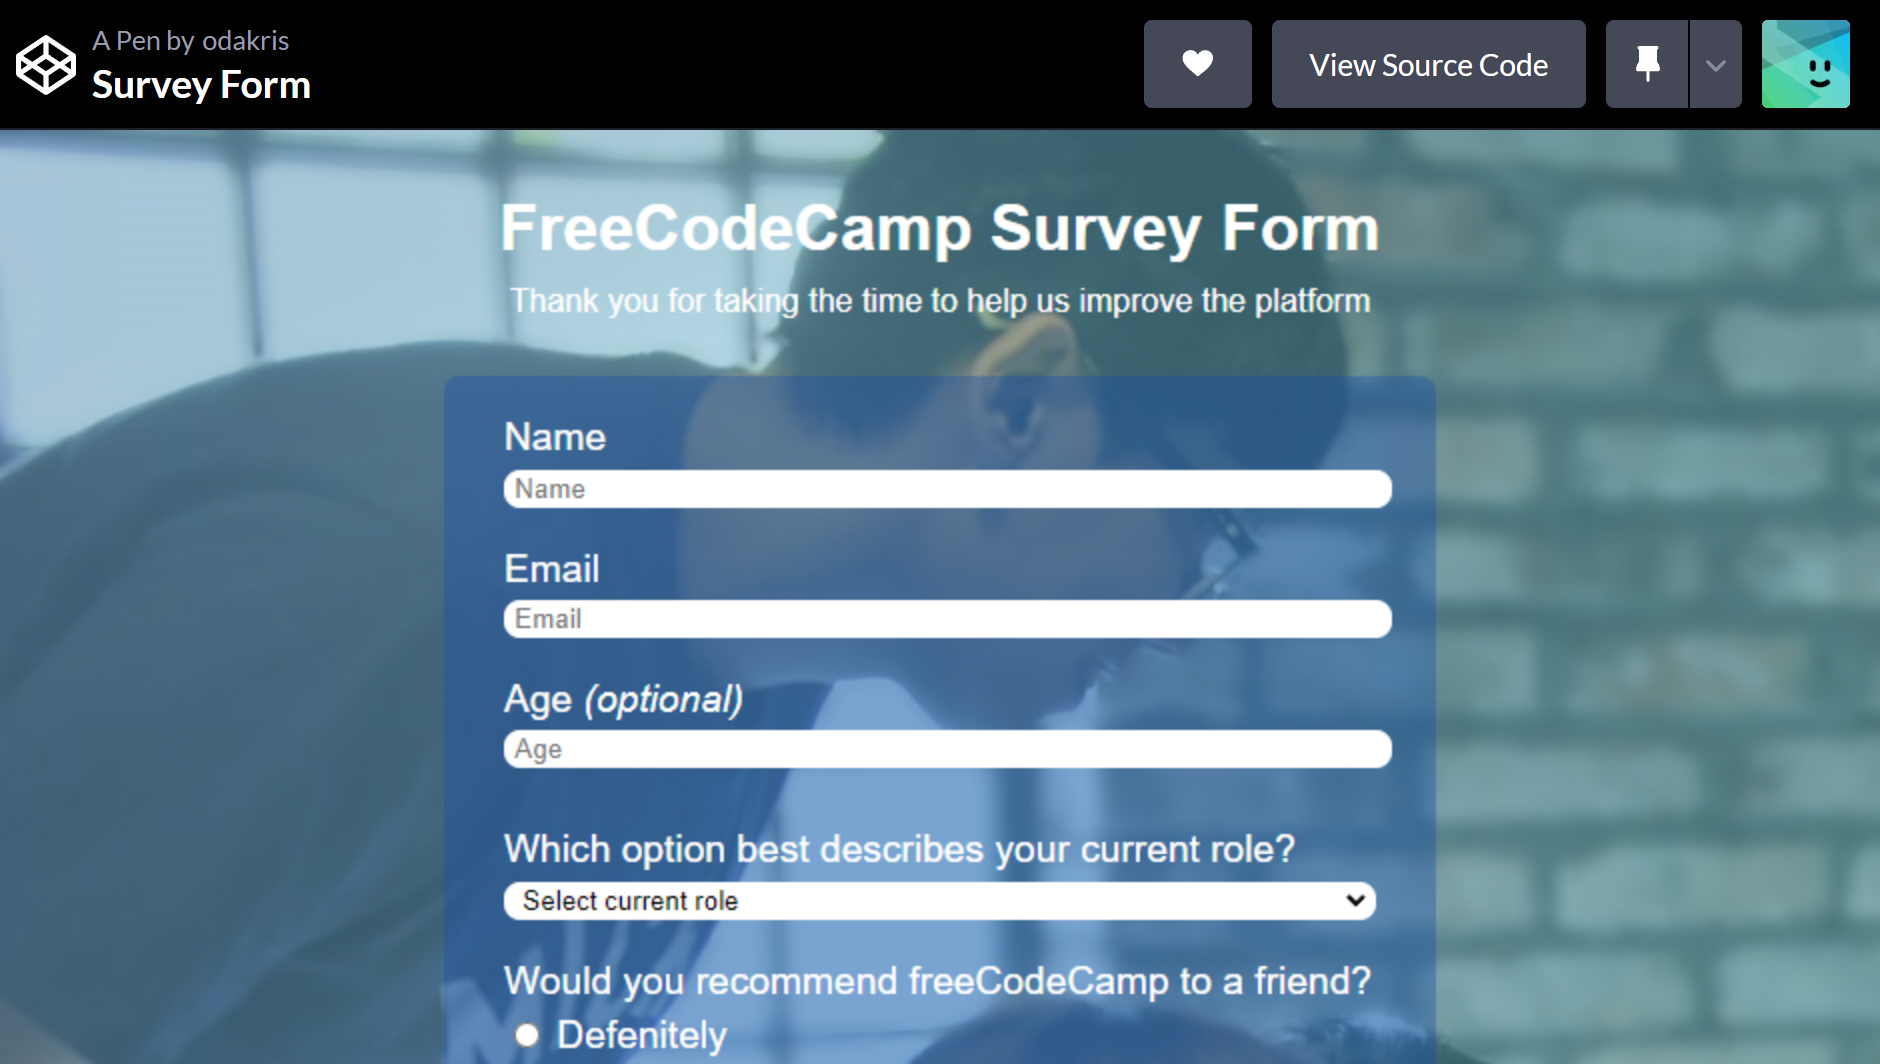 A Pen by odakris
Survey Form
View Source Code
FreeCodeCamp Survey Form
Thank you for taking the time to help us improve the platform
Name
Name
Email
Email
Age (optional)
Age
Which option best describes your current role?
Select current role
Would you recommend freeCodeCamp to a friend?
Defenitely